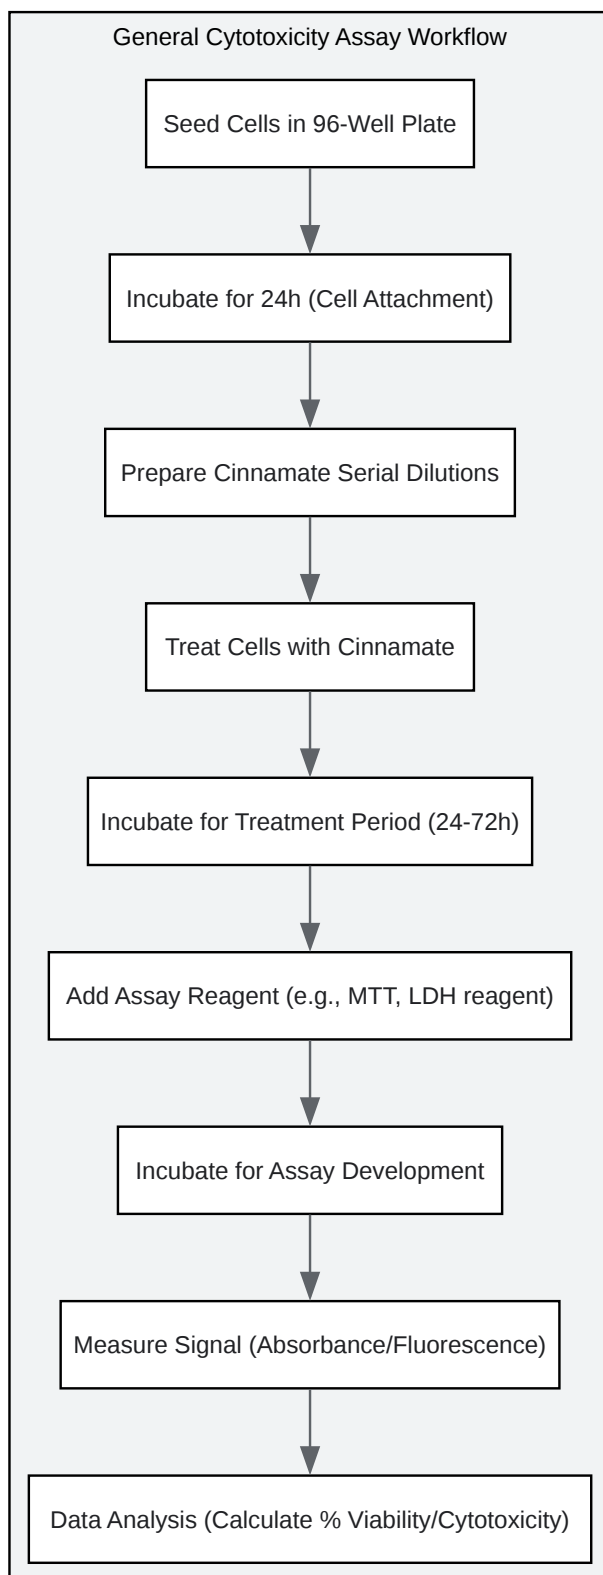 General Cytotoxicity Assay Workflow
Seed Cells in 96-Well Plate
Incubate for 24h (Cell Attachment)
Prepare Cinnamate Serial Dilutions
Treat Cells with Cinnamate
Incubate for Treatment Period (24-72h)
Add Assay Reagent (e.g., MTT, LDH reagent)
Incubate for Assay Development
Measure Signal (Absorbance/Fluorescence)
Data Analysis (Calculate % Viability/Cytotoxicity)